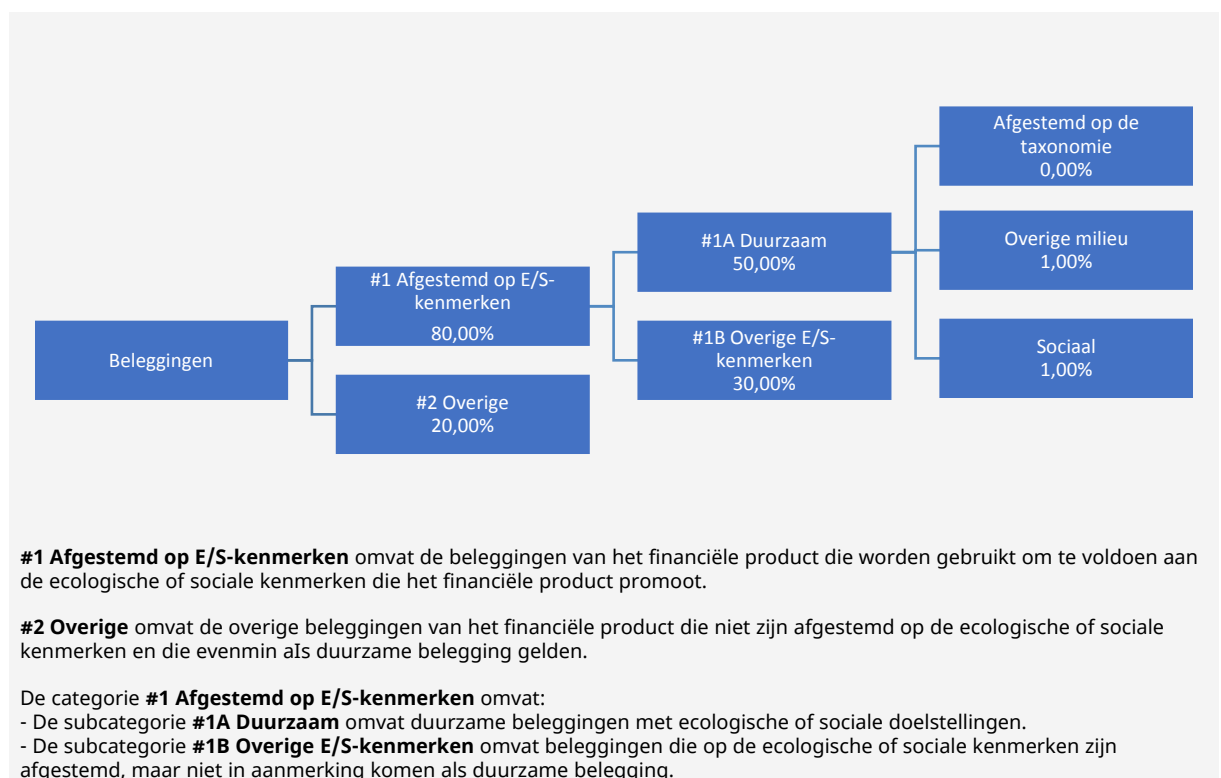 Beleggingen
#1 Afgestemd op E/S-
kenmerken
80,00%
#2 Overige
20,00%
#1A Duurzaam
50,00%
#1B Overige E/S-
kenmerken
30,00%
Afgestemd op de
taxonomie
0,00%
Overige milieu
1,00%
Sociaal
1,00%
#1 Afgestemd op E/S-kenmerken omvat de beleggingen van het financiële product die worden gebruikt om te voldoen aan
de ecologische of sociale kenmerken die het financiële product promoot.
#2 Overige omvat de overige beleggingen van het financiële product die niet zijn afgestemd op de ecologische of sociale
kenmerken en die evenmin aIs duurzame belegging gelden.
De categorie #1 Afgestemd op E/S-kenmerken omvat:
- De subcategorie #1A Duurzaam omvat duurzame beleggingen met ecologische of sociale doelstellingen.
- De subcategorie #1B Overige E/S-kenmerken omvat beleggingen die op de ecologische of sociale kenmerken zijn
afgestemd, maar niet in aanmerking komen als duurzame belegging.